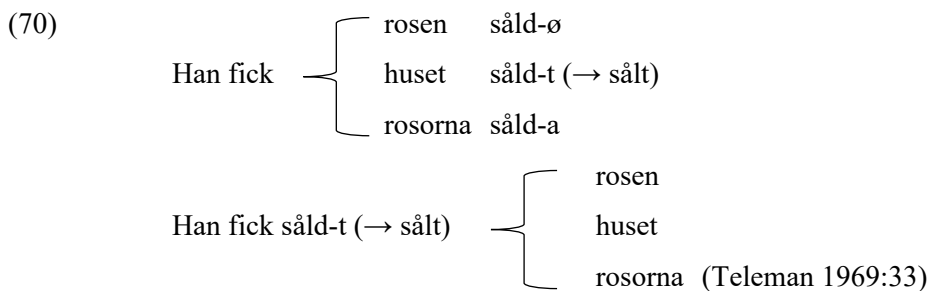 (70)
rosen såld-ø
Han fick huset såld-t (→ sålt)
rosorna såld-a
rosen
Han fick såld-t (→ sålt) huset
rosorna (Teleman 1969:33)